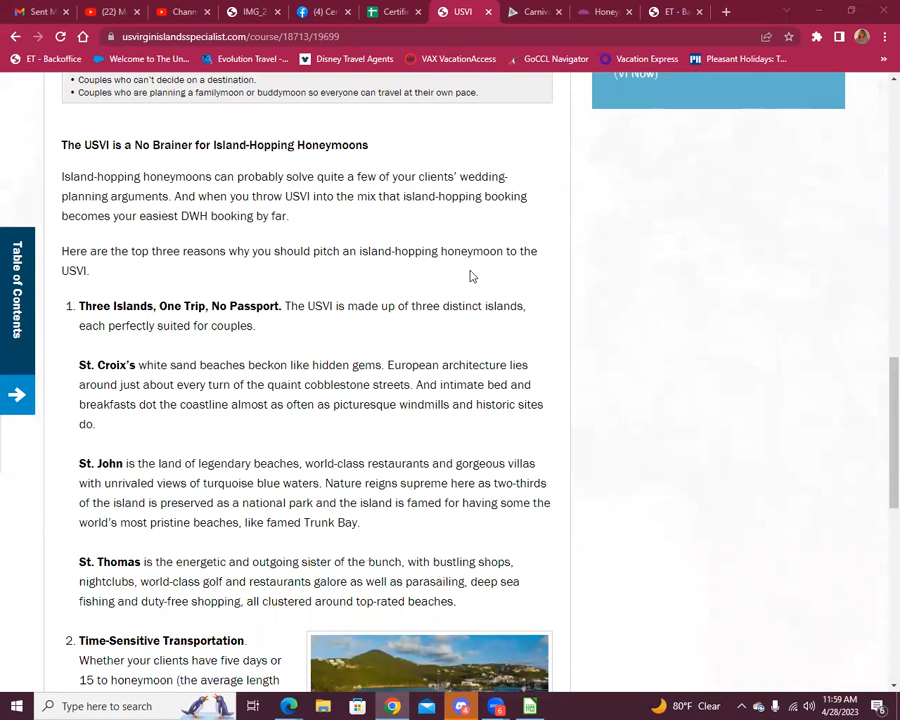 Sent M
(22) M
Chann
IMG_2
(4) Cer
Certific
USVI
Carniv
Honey
ET - Ba
usvirginislandsspecialist.com/course/18713/19699
ET - Backoffice
Welcome to The Un...
Evolution Travel -...
Disney Travel Agents
VAX VacationAccess
GoCCL Navigator
Vacation Express
Pleasant Holidays: T...
»
• Couples who can't decide on a destination.
(VI Now)
• Couples who are planning a familymoon or buddymoon so everyone can travel at their own pace.
The USVI is a No Brainer for Island-Hopping Honeymoons
Island-hopping honeymoons can probably solve quite a few of your clients' wedding-
planning arguments. And when you throw USVI into the mix that island-hopping booking
becomes your easiest DWH booking by far.
Here are the top three reasons why you should pitch an island-hopping honeymoon to the
USVI.
Table of Contents
1. Three Islands, One Trip, No Passport. The USVI is made up of three distinct islands,
each perfectly suited for couples.
St. Croix's white sand beaches beckon like hidden gems. European architecture lies
around just about every turn of the quaint cobblestone streets. And intimate bed and
breakfasts dot the coastline almost as often as picturesque windmills and historic sites
do.
St. John is the land of legendary beaches, world-class restaurants and gorgeous villas
with unrivaled views of turquoise blue waters. Nature reigns supreme here as two-thirds
of the island is preserved as a national park and the island is famed for having some the
world's most pristine beaches, like famed Trunk Bay.
St. Thomas is the energetic and outgoing sister of the bunch, with bustling shops,
nightclubs, world-class golf and restaurants galore as well as parasailing, deep sea
fishing and duty-free shopping, all clustered around top-rated beaches.
2. Time-Sensitive Transportation.
Whether your clients have five days or
15 to honeymoon (the average length
Type here to search
80°F Clear
11:59 AM
4/28/2023